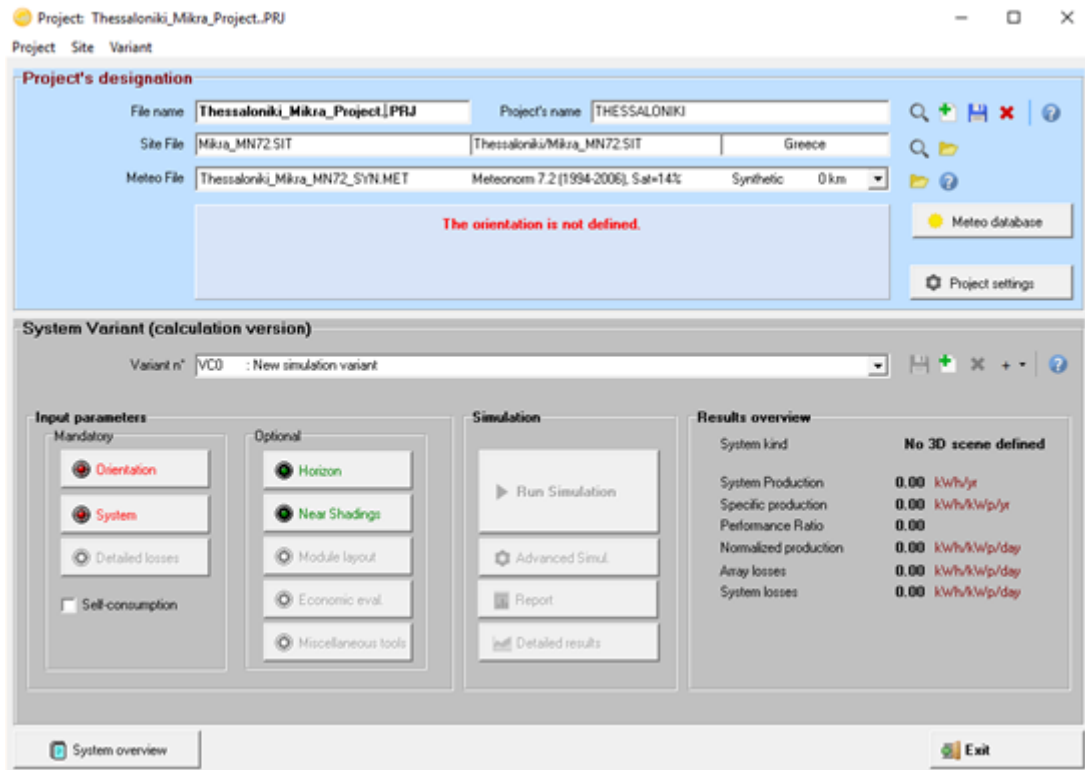 Project: Thessaloniki_Mikra_Project..PRJ
Project Site Variant
Project's designation
File name Thessaloniki_Mikra_Project..PRJ Project's name THESSALONIKI
Site File Mikra_MN72.SIT Thessaloniki/Mikra_MN72.SIT Greece
Meteo File Thessaloniki_Mikra_MN72_SYN.MET Meteonorm 7.2 (1994-2006), Sat=14% Synthetic 0 km
The orientation is not defined.
Meteo database
Project settings
System Variant (calculation version)
Variant n° VC0 : New simulation variant
Input parameters
Mandatory
Orientation
System
Detailed losses
Self-consumption
Optional
Horizon
Near Shadings
Module layout
Economic eval.
Miscellaneous tools
Simulation
Run Simulation
Advanced Simul.
Report
Detailed results
Results overview
System kind No 3D scene defined
System Production 0.00 kWh/yr
Specific production 0.00 kWh/kWp/yr
Performance Ratio 0.00
Normalized production 0.00 kWh/kWp/day
Array losses 0.00 kWh/kWp/day
System losses 0.00 kWh/kWp/day
System overview
Exit